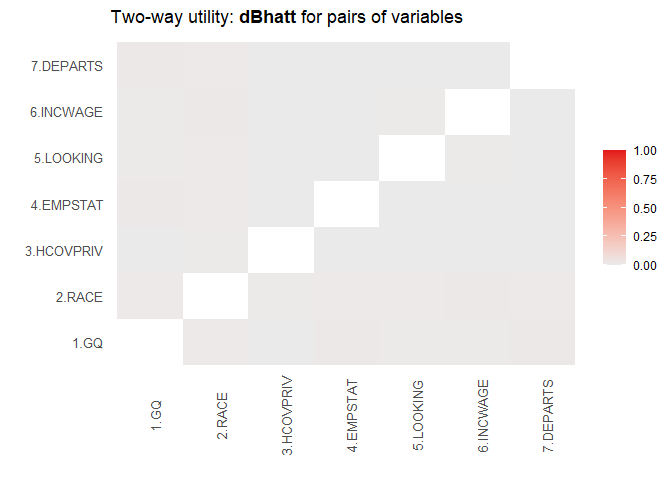 Two-way utility: dBhatt for pairs of variables
7.DEPARTS
6.INCWAGE
5.LOOKING
4.EMPSTAT
3.HCOVPRIV
2.RACE
1.GQ
1.00
0.75
0.50
0.25
0.00
1.GQ
2.RACE
3.HCOVPRIV
4.EMPSTAT
5.LOOKING
6.INCWAGE
7.DEPARTS